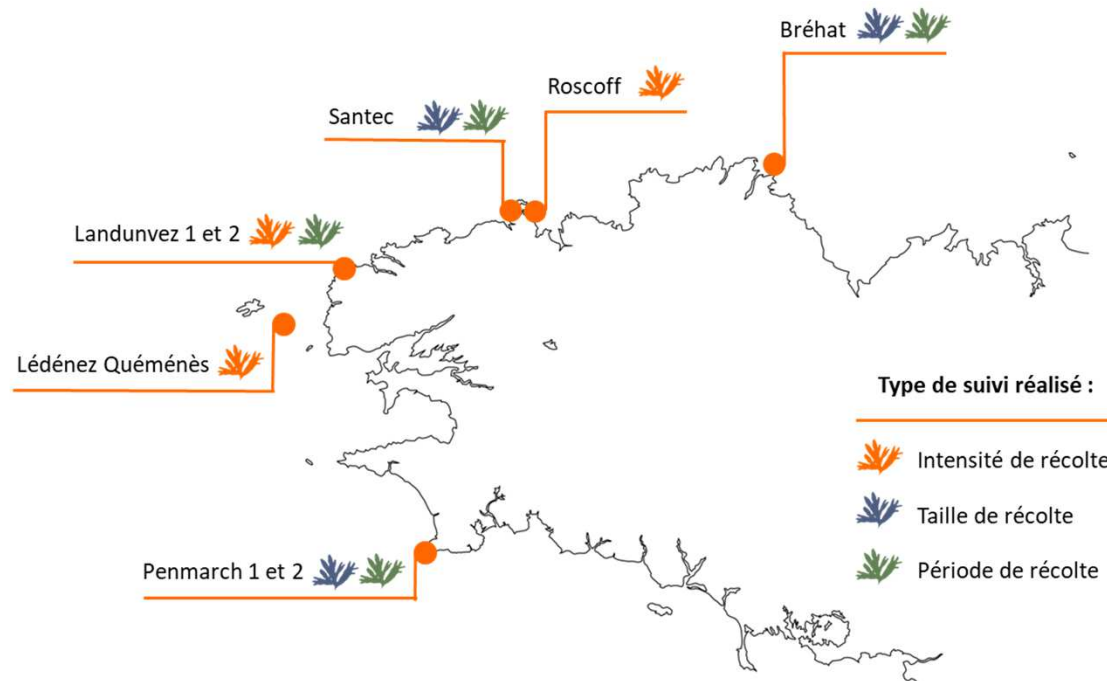 Bréhat
Roscoff
Santec
Landunvez 1 et 2
Lédénez Quéménès
Penmarch 1 et 2
Type de suivi réalisé :
Intensité de récolte
Taille de récolte
Période de récolte